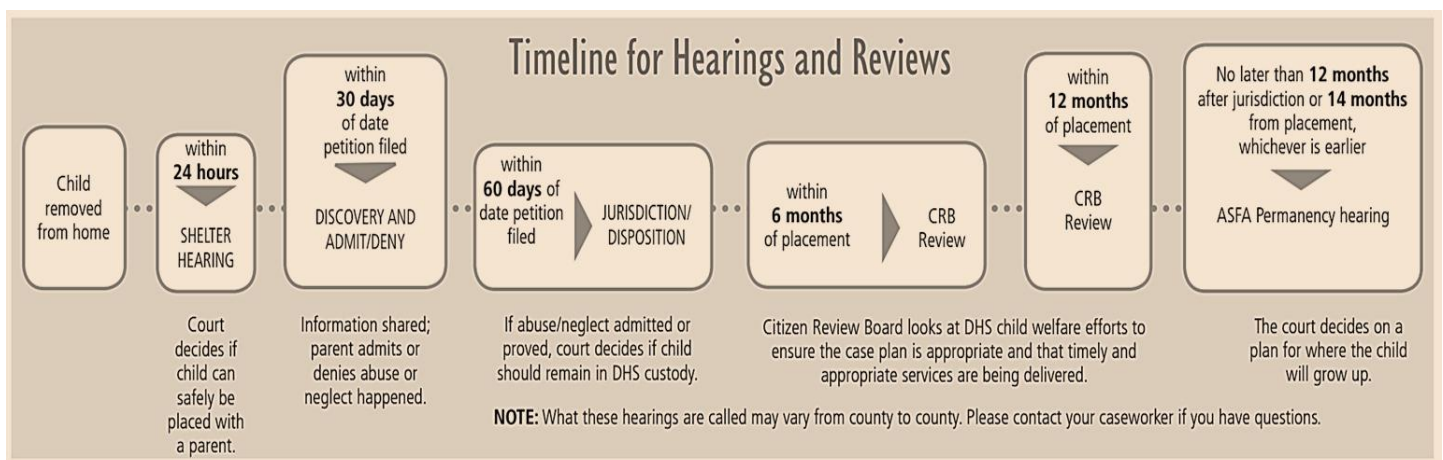 Timeline for Hearings and Reviews
Child
removed
from home
within
24 hours
SHELTER
HEARING
Court
decides if
child can
safely be
placed with
a parent.
within
30 days
of date
petition filed
DISCOVERY AND
ADMIT/DENY
Information shared;
parent admits or
denies abuse or
neglect happened.
within
60 days of
date petition
filed
JURISDICTION/
DISPOSITION
If abuse/neglect admitted or
proved, court decides if child
should remain in DHS custody.
within
6 months
of placement
CRB
Review
Citizen Review Board looks at DHS child welfare efforts to
ensure the case plan is appropriate and that timely and
appropriate services are being delivered.
within
12 months
of placement
CRB
Review
No later than 12 months
after jurisdiction or 14 months
from placement,
whichever is earlier
ASFA Permanency hearing
The court decides on a
plan for where the child
will grow up.
NOTE: What these hearings are called may vary from county to county. Please contact your caseworker if you have questions.